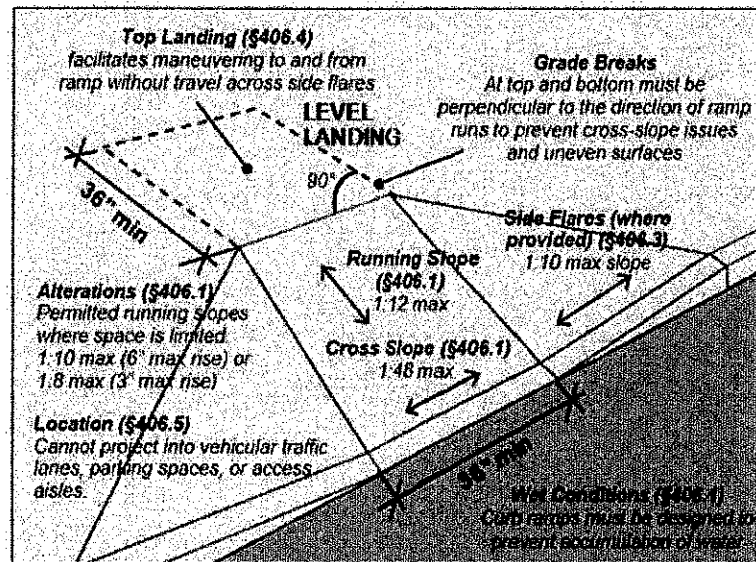 Top Landing (§406.4)
facilitates maneuvering to and from
ramp without travel across side flares
Grade Breaks
At top and bottom must be
perpendicular to the direction of ramp
runs to prevent cross-slope issues
and uneven surfaces
LEVEL
LANDING
90°
36" min
Side Flares (where
provided) (§406.3)
1:10 max slope
Running Slope
(§406.1)
1:12 max
Alterations (§406.1)
Permitted running slopes
where space is limited
1:10 max (6" max rise) or
1:8 max (3" max rise)
Cross Slope (§406.1)
1:48 max
Location (§406.5)
Cannot project into vehicular traffic
lanes, parking spaces, or access
aisles.
36" min
Wet Conditions (§406.1)
Curb ramps must be designed to
prevent accumulation of water